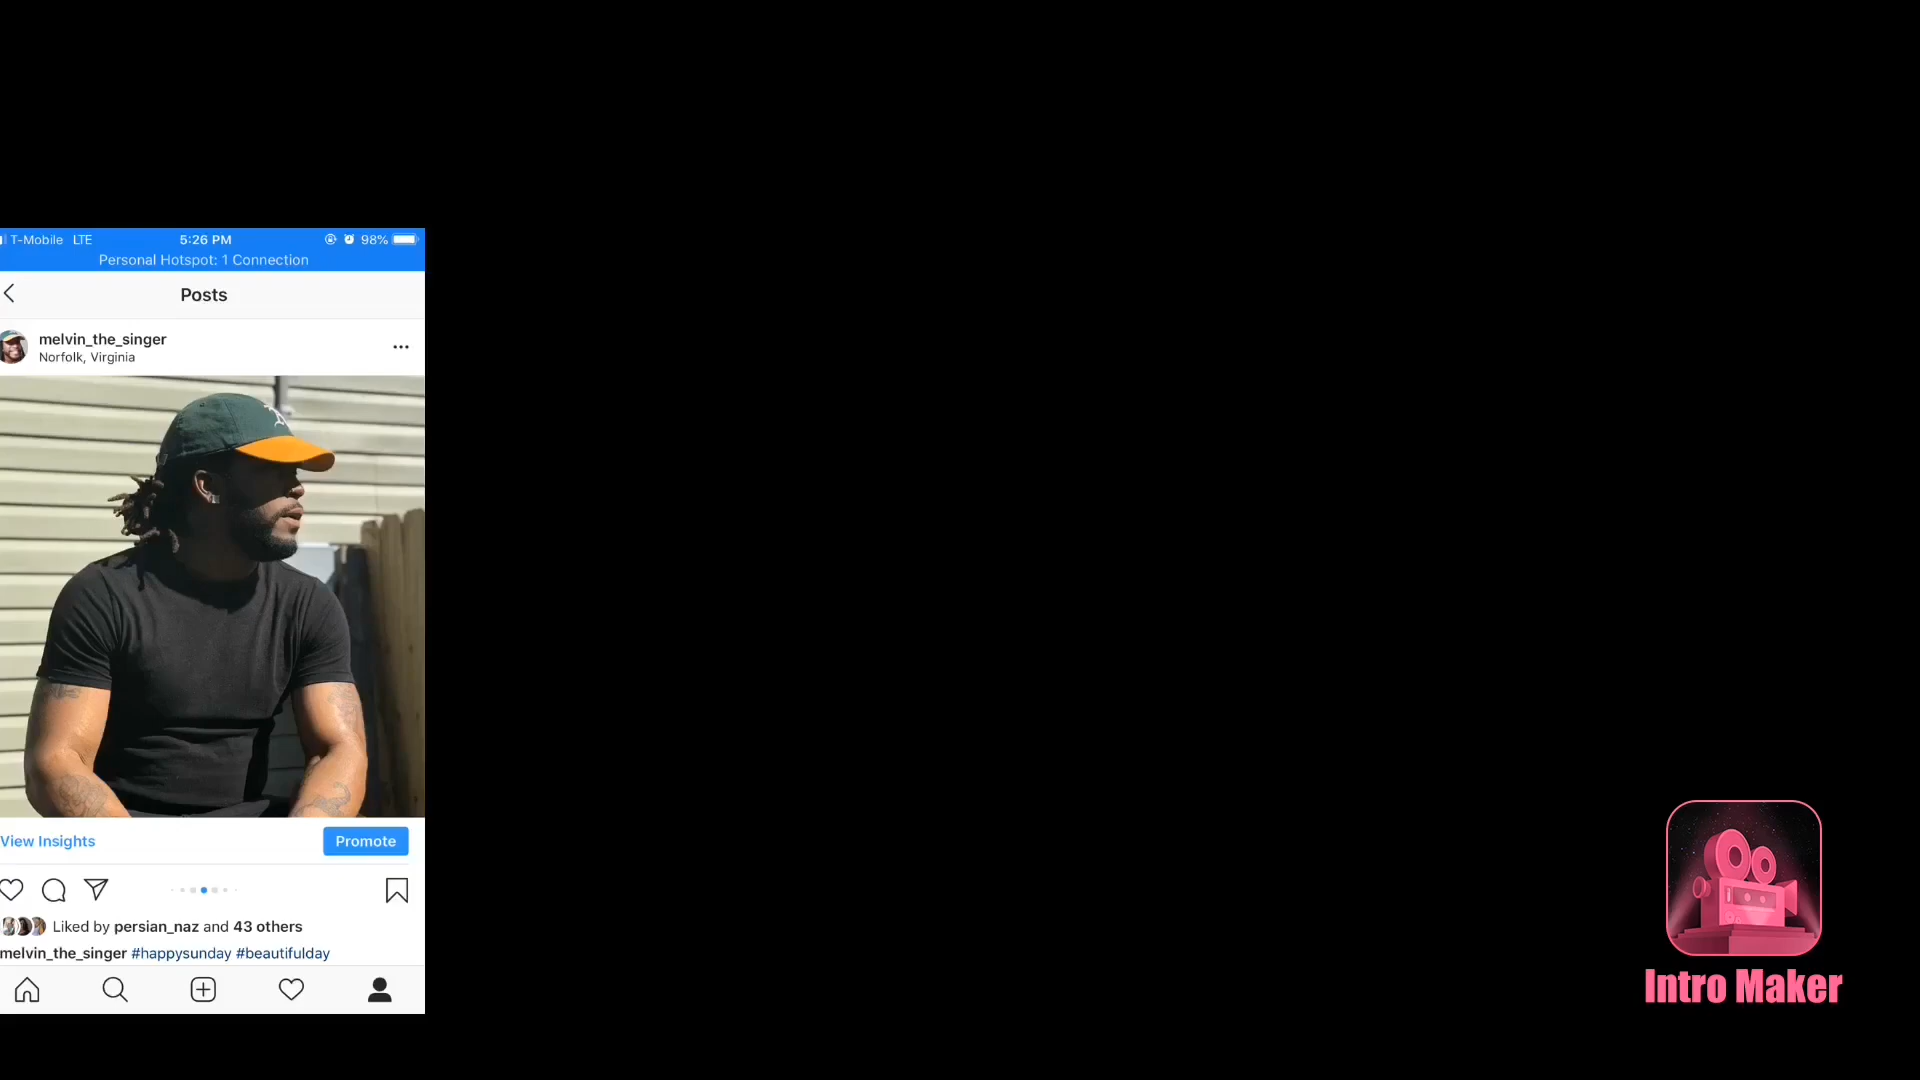 T-Mobile LTE 5:26 PM 98%
Personal Hotspot: 1 Connection
Posts
melvin_the_singer
Norfolk, Virginia
View Insights Promote
Liked by persian_naz and 43 others
melvin_the_singer #happysunday #beautifulday
Intro Maker